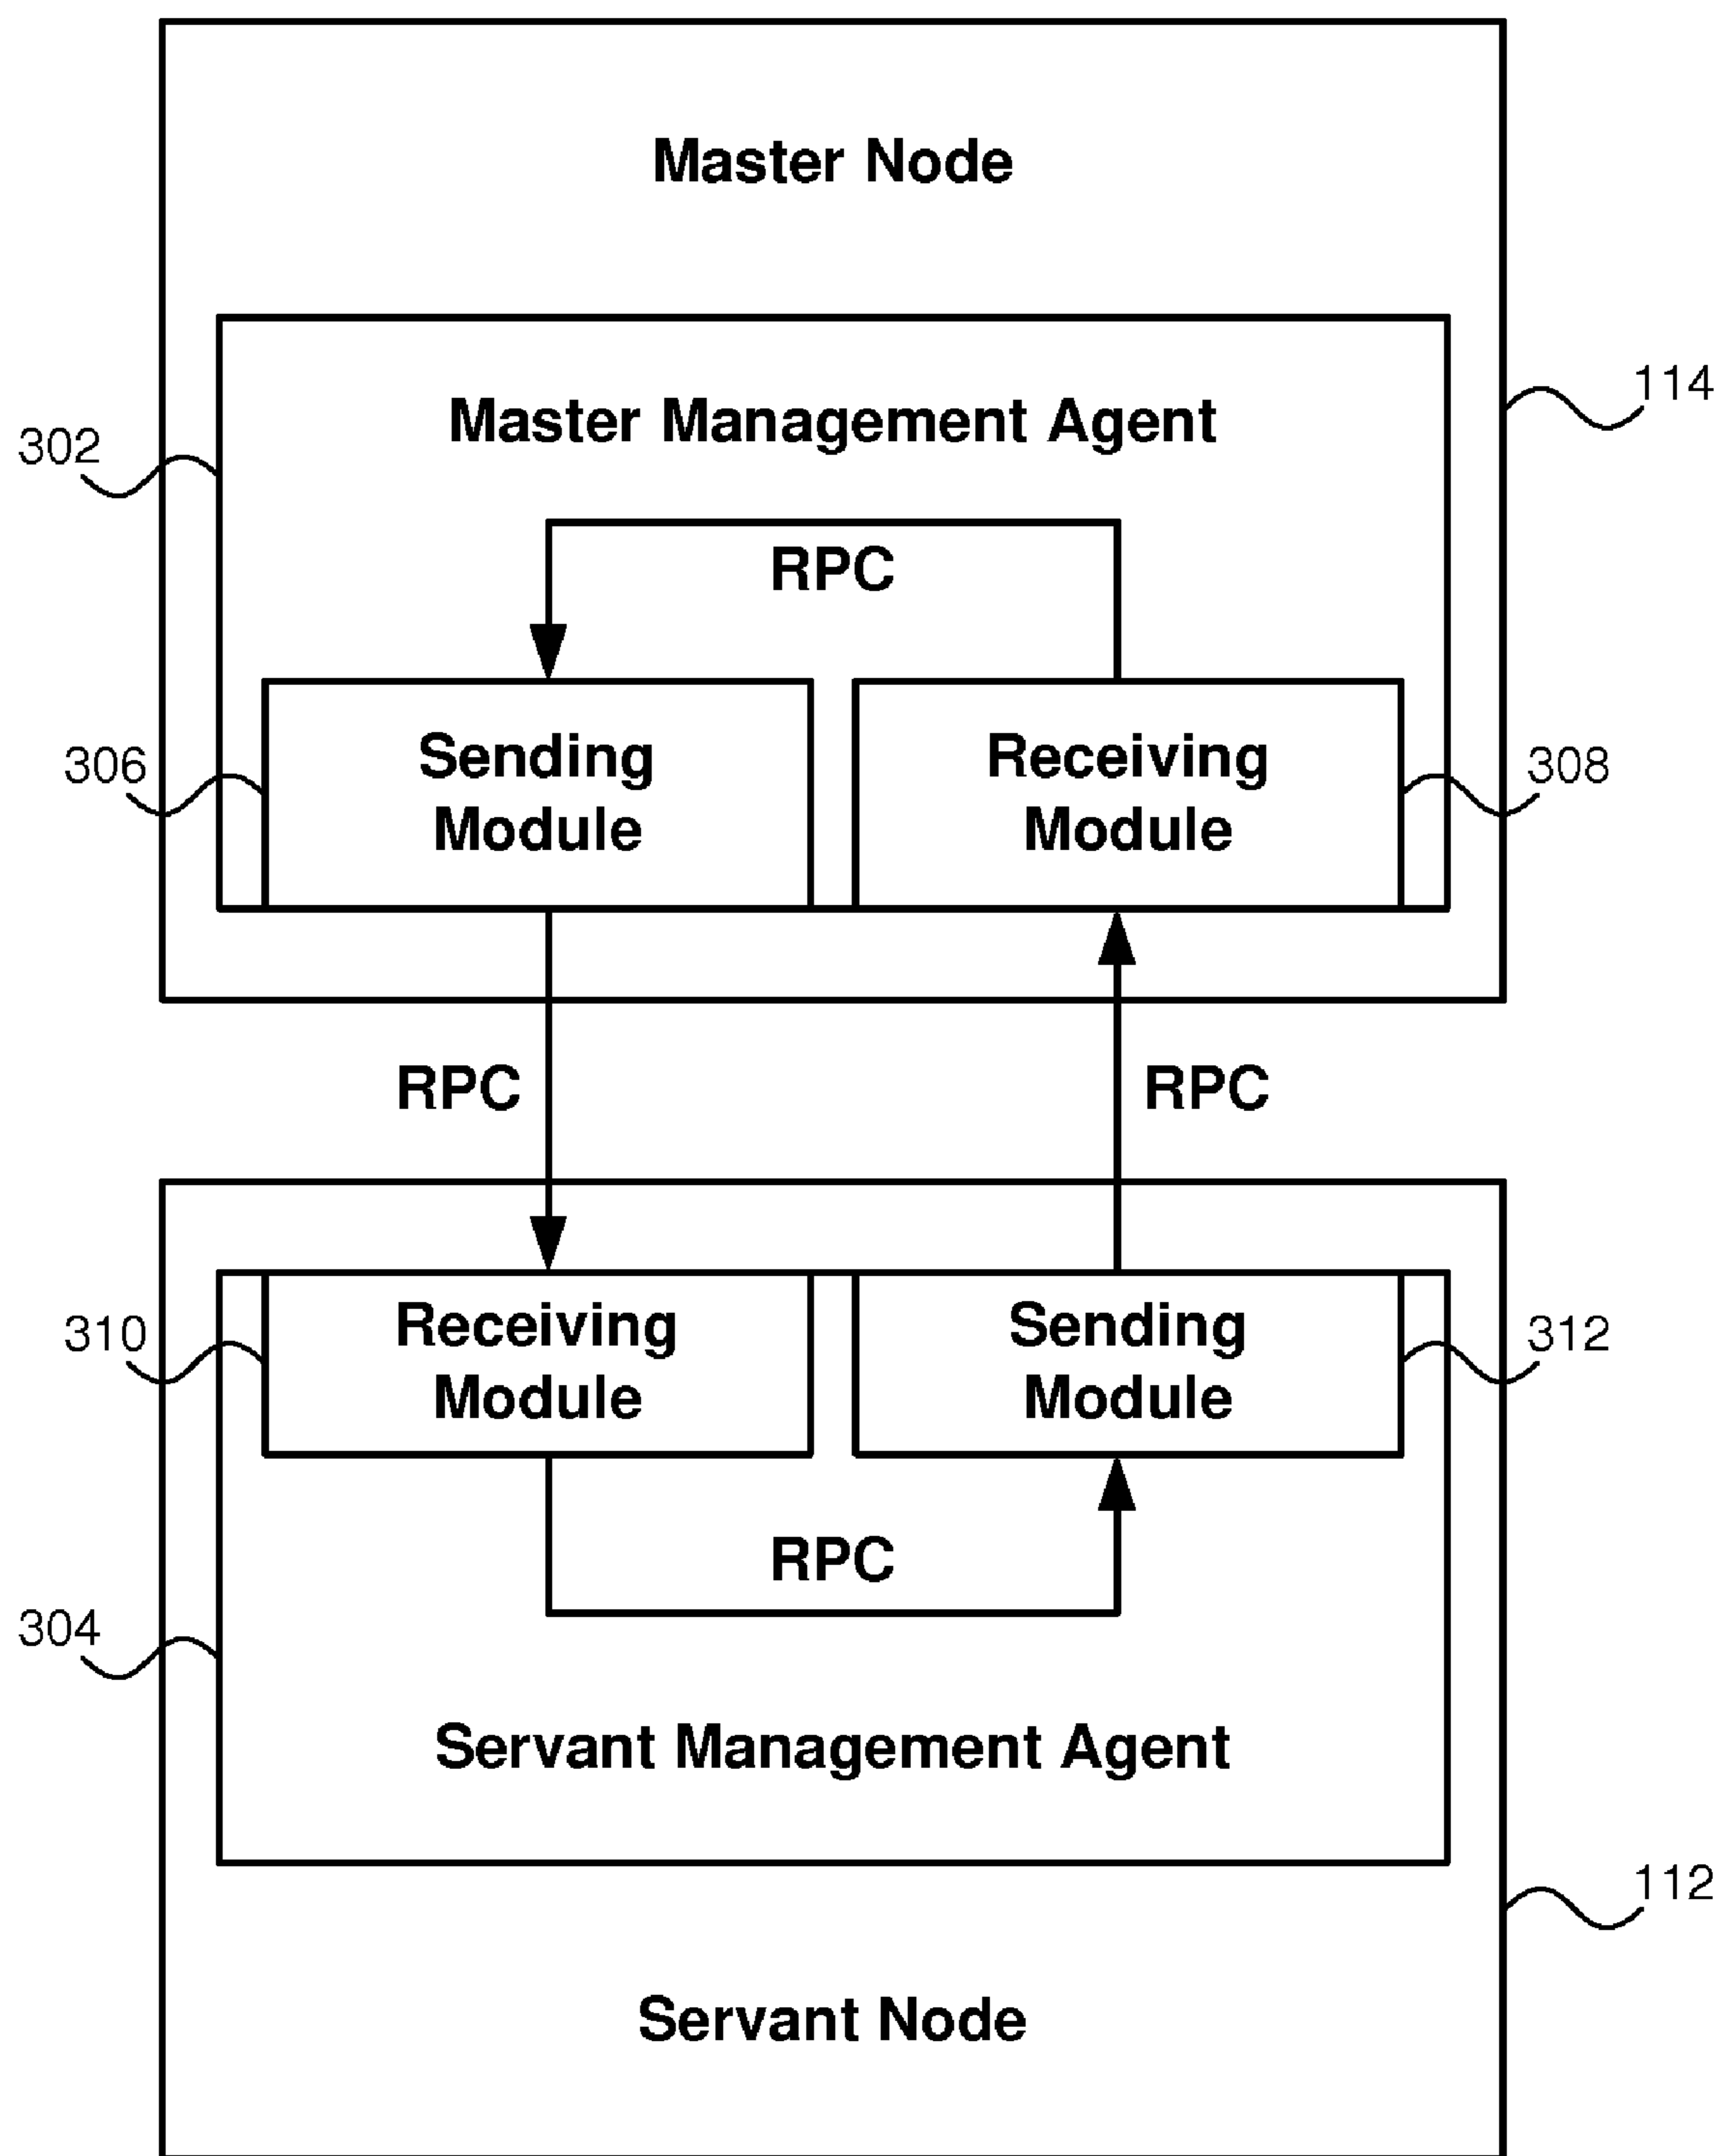 Master Node
114
Master Management Agent
302
RPC
Sending
Module
306
Receiving
Module
308
RPC
RPC
Receiving
Module
310
Sending
Module
312
RPC
304
Servant Management Agent
112
Servant Node